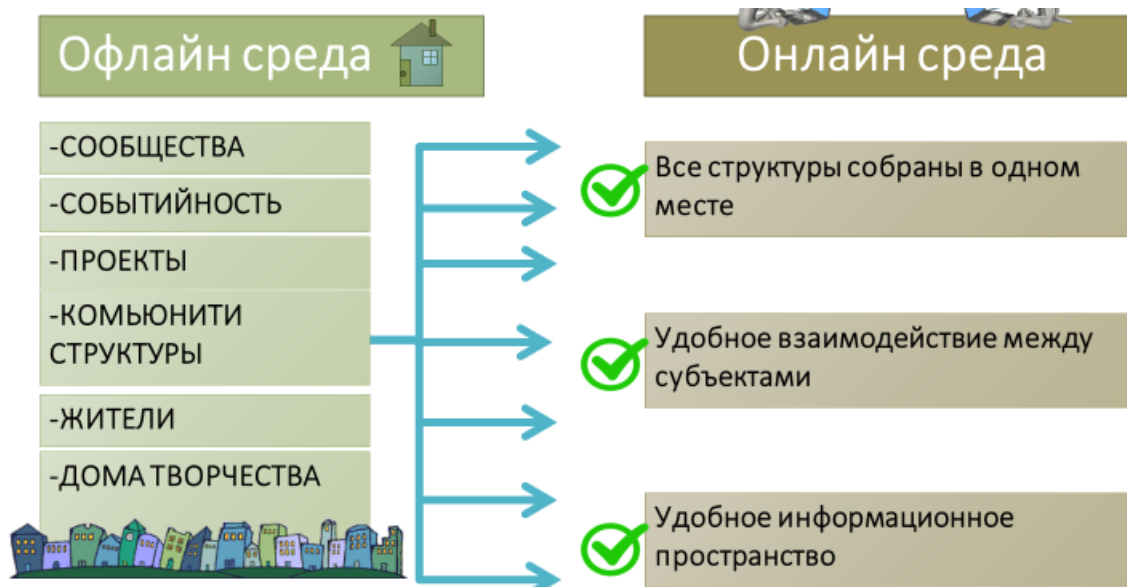 Офлайн среда
-СООБЩЕСТВА
-СОБЫТИЙНОСТЬ
-ПРОЕКТЫ
-КОМЬЮНИТИ
СТРУКТУРЫ
-ЖИТЕЛИ
-ДОМА ТВОРЧЕСТВА
Онлайн среда
Все структуры собраны в одном
месте
Удобное взаимодействие между
субъектами
Удобное информационное
пространство